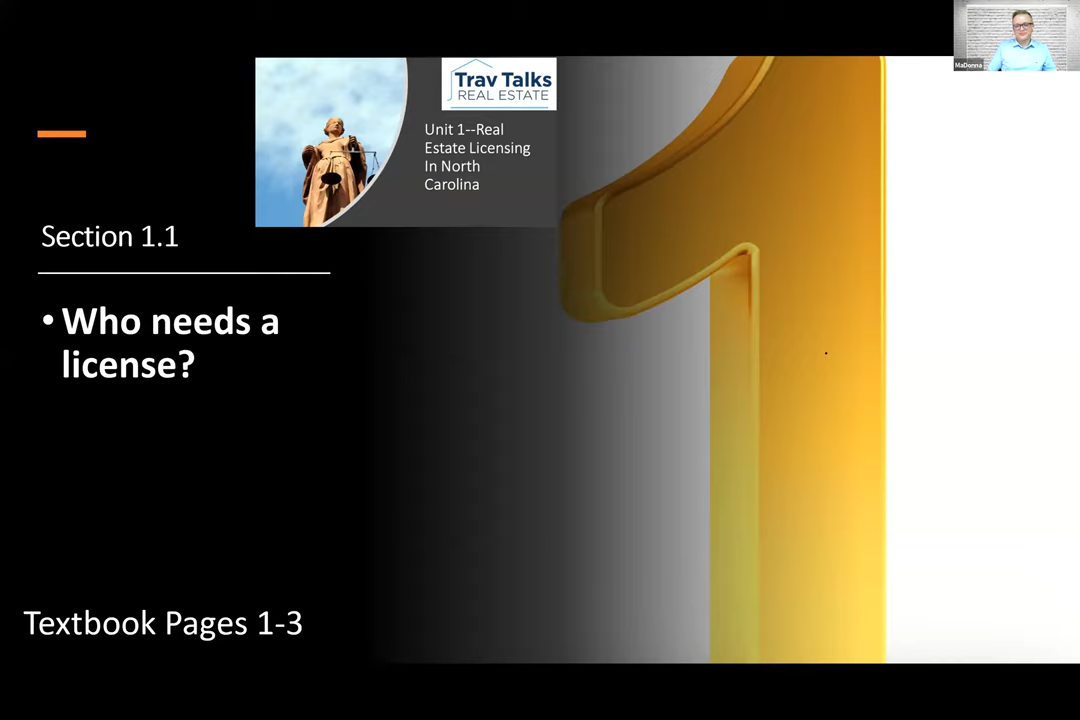 MaDonna
Trav Talks
REAL ESTATE
Unit 1--Real
Estate Licensing
In North
Carolina
Section 1.1
• Who needs a
license?
Textbook Pages 1-3
1